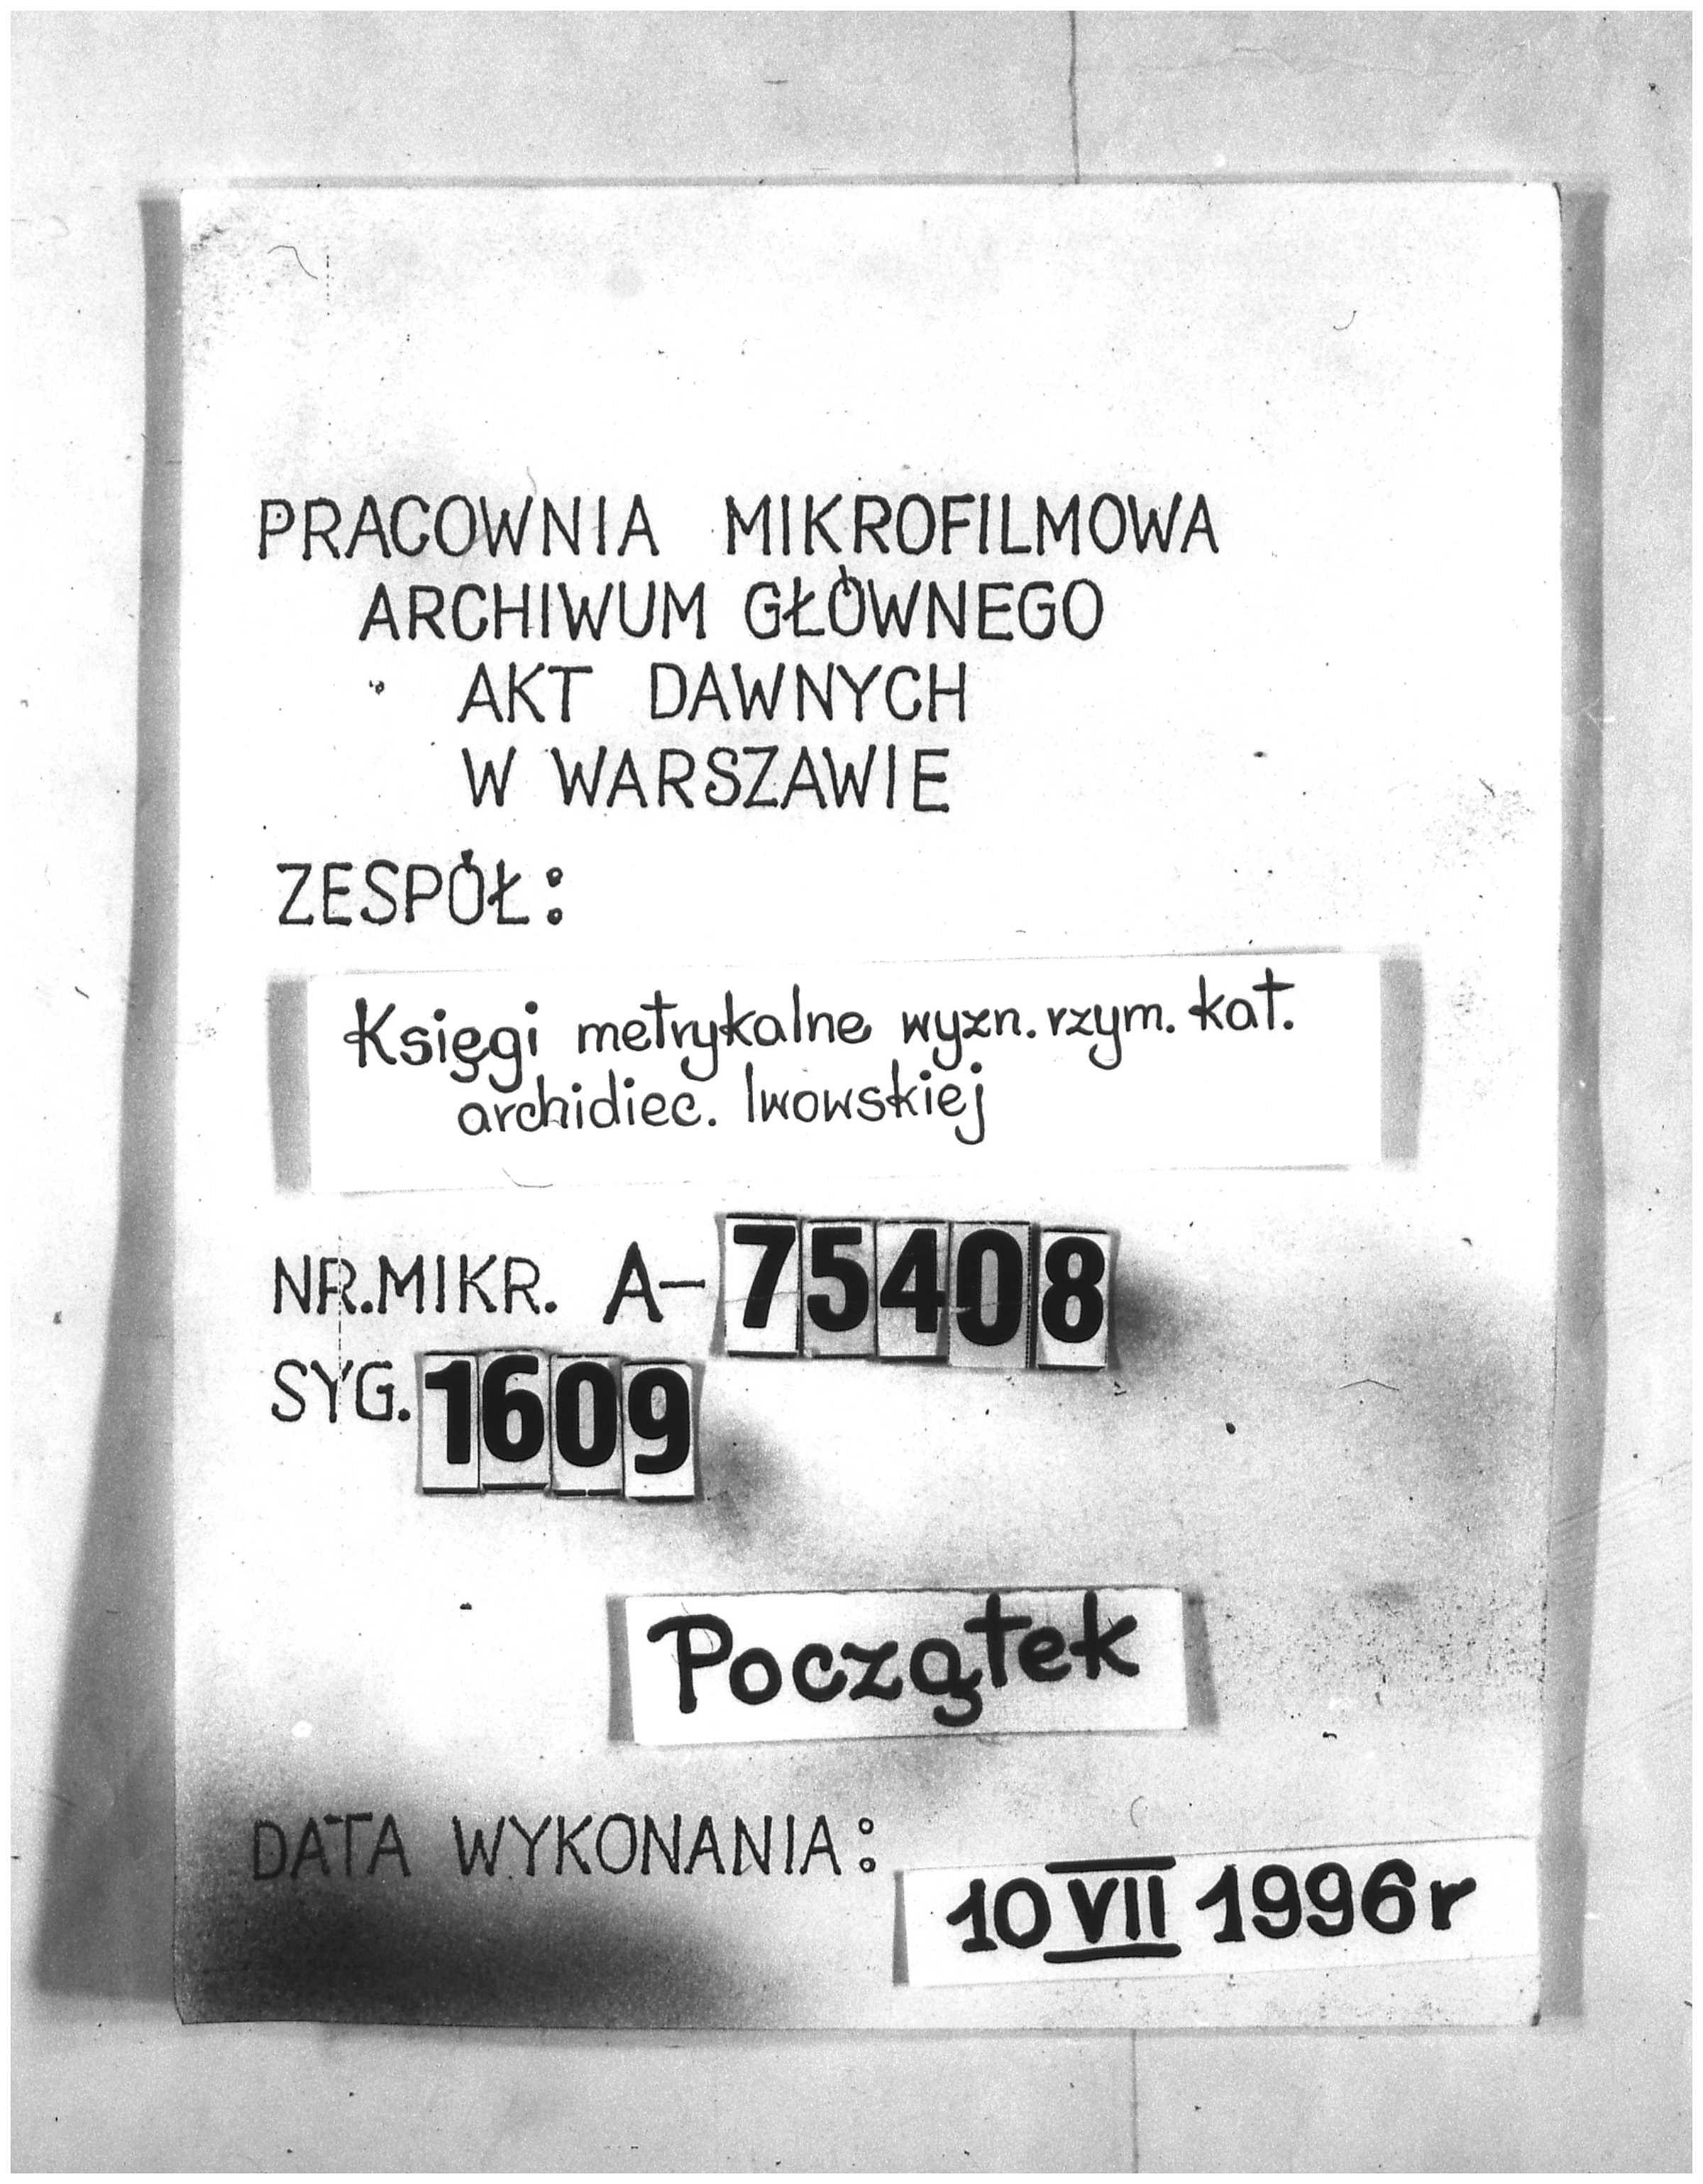 PRACOWNIA MIKROFILMOWA
ARCHIWUM GŁÓWNEGO
AKT DAWNYCH
W WARSZAWIE
ZESPÓŁ:
Księgi metrykalne wyzn. rzym. kat.
archidiec. lwowskiej
NR.MIKR. A-75408
SYG. 1609
Początek
DATA WYKONANIA:
10 VII 1996r